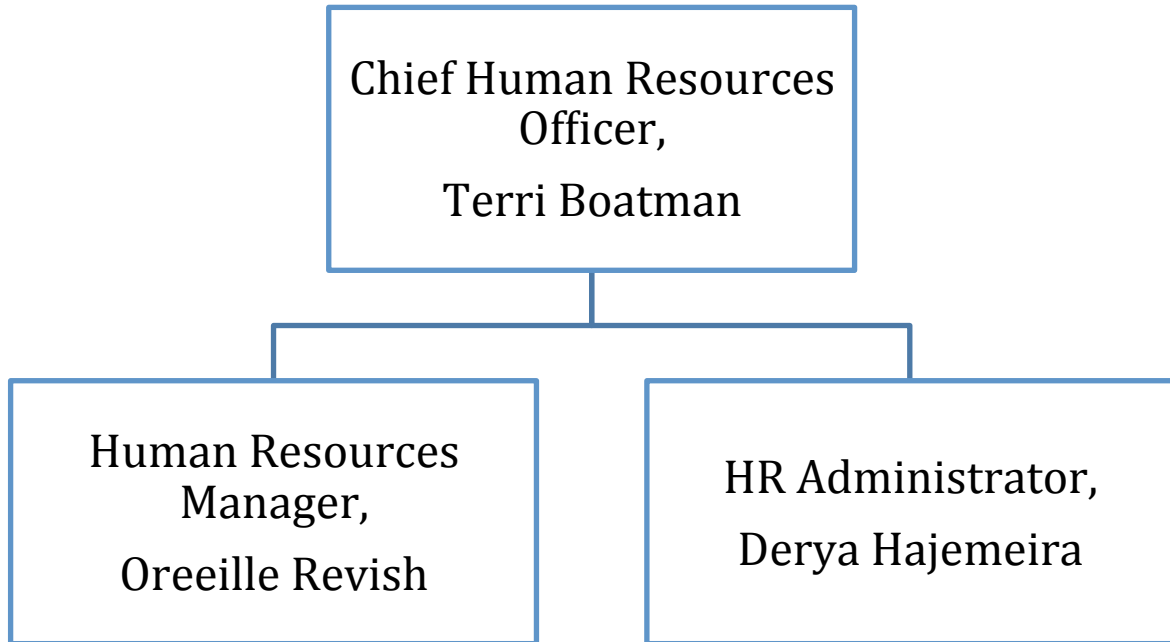 Chief Human Resources
Officer,
Terri Boatman
Human Resources
Manager,
Oreeille Revish
HR Administrator,
Derya Hajemeira